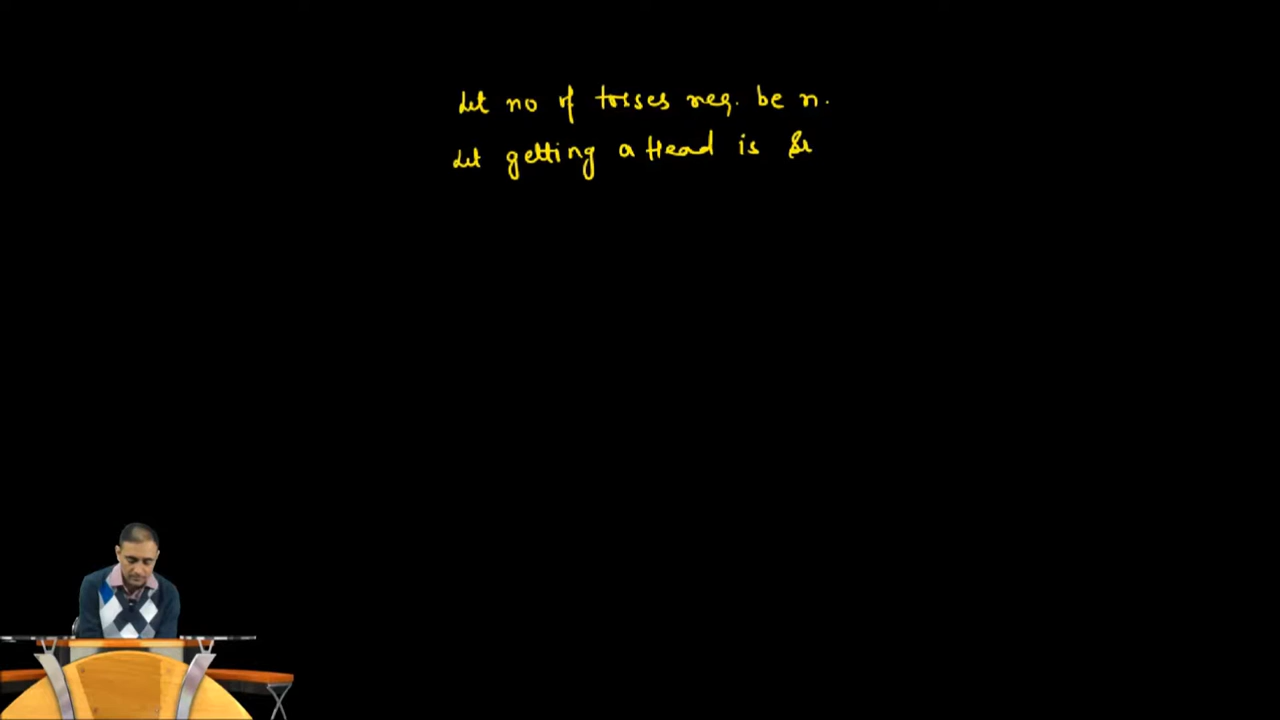 Let no of tosses req. be n.
Let getting a Head is